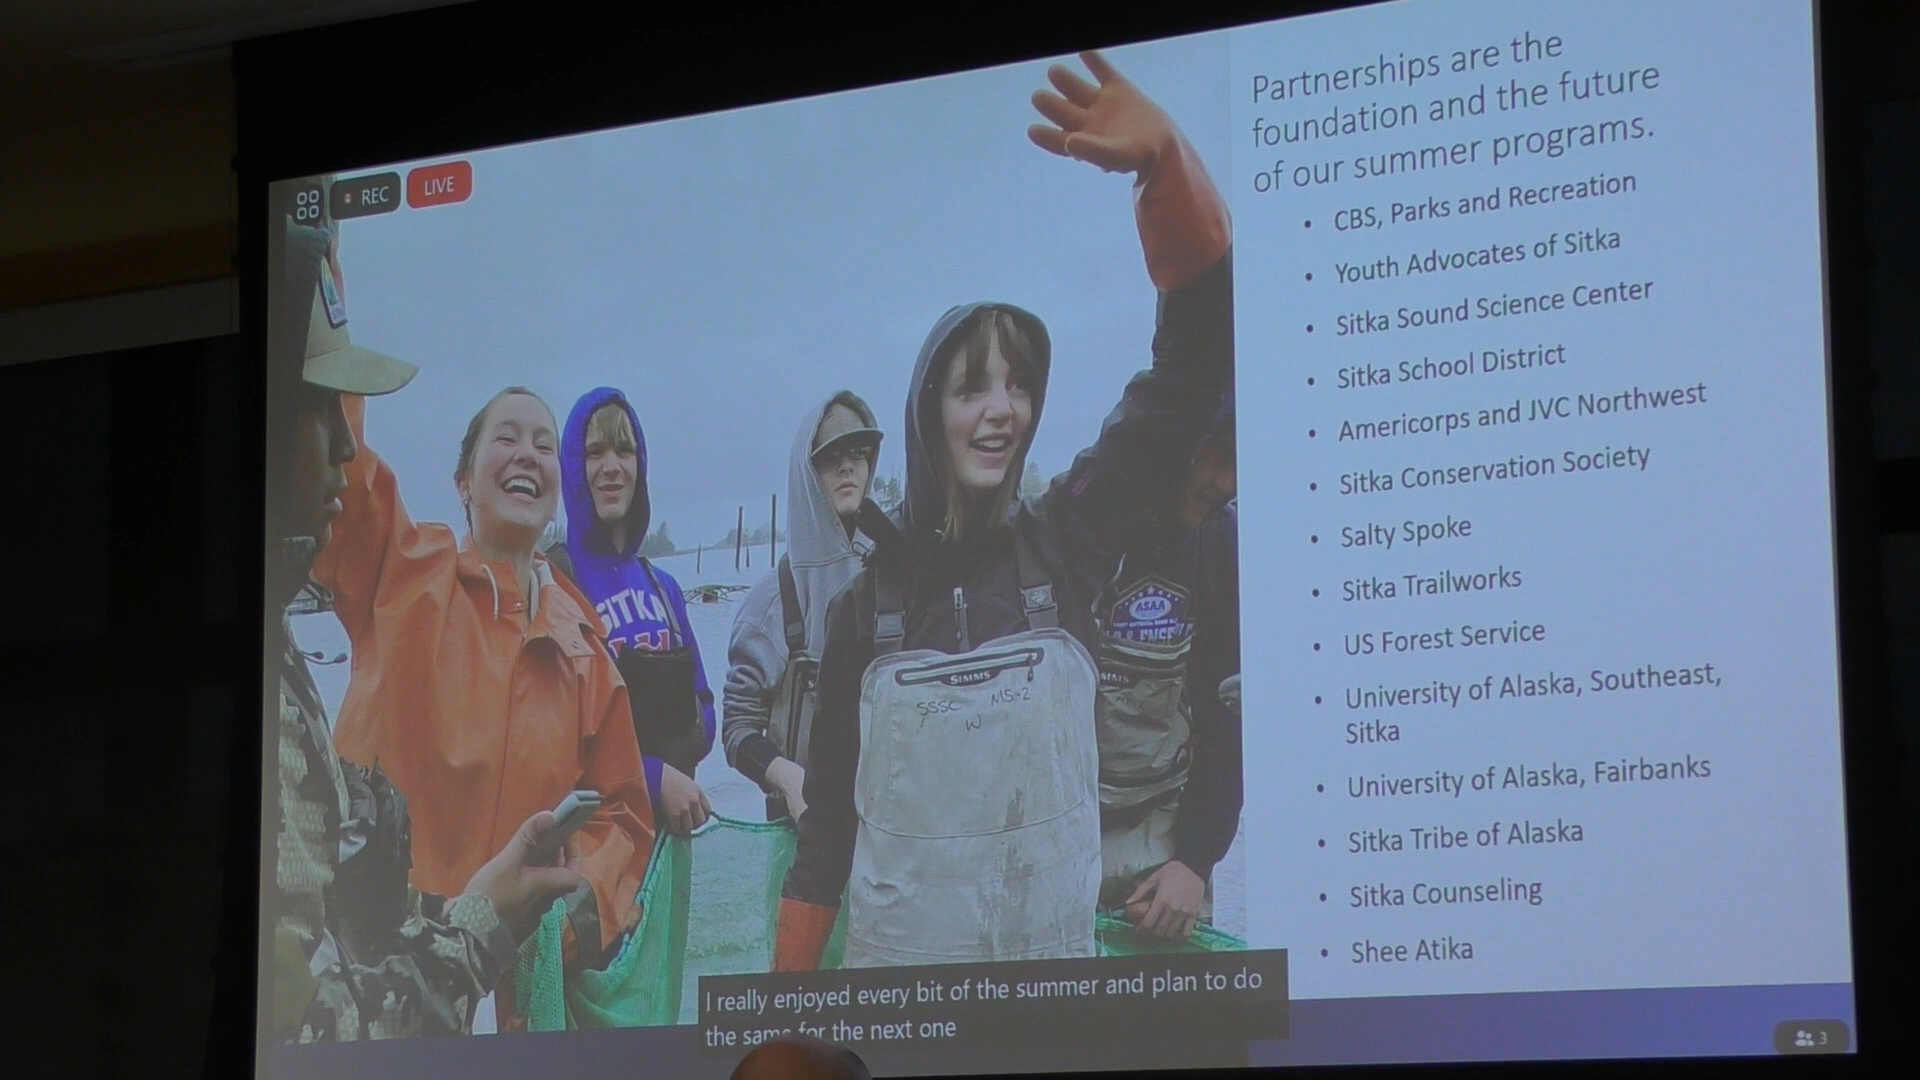 REC
LIVE
Partnerships are the
foundation and the future
of our summer programs.
• CBS, Parks and Recreation
• Youth Advocates of Sitka
• Sitka Sound Science Center
• Sitka School District
• Americorps and JVC Northwest
• Sitka Conservation Society
• Salty Spoke
• Sitka Trailworks
• US Forest Service
• University of Alaska, Southeast,
Sitka
• University of Alaska, Fairbanks
• Sitka Tribe of Alaska
• Sitka Counseling
• Shee Atika
SITKA
ASAA
SIMMS
SSSC MS-2
W
I really enjoyed every bit of the summer and plan to do
the same for the next one
3